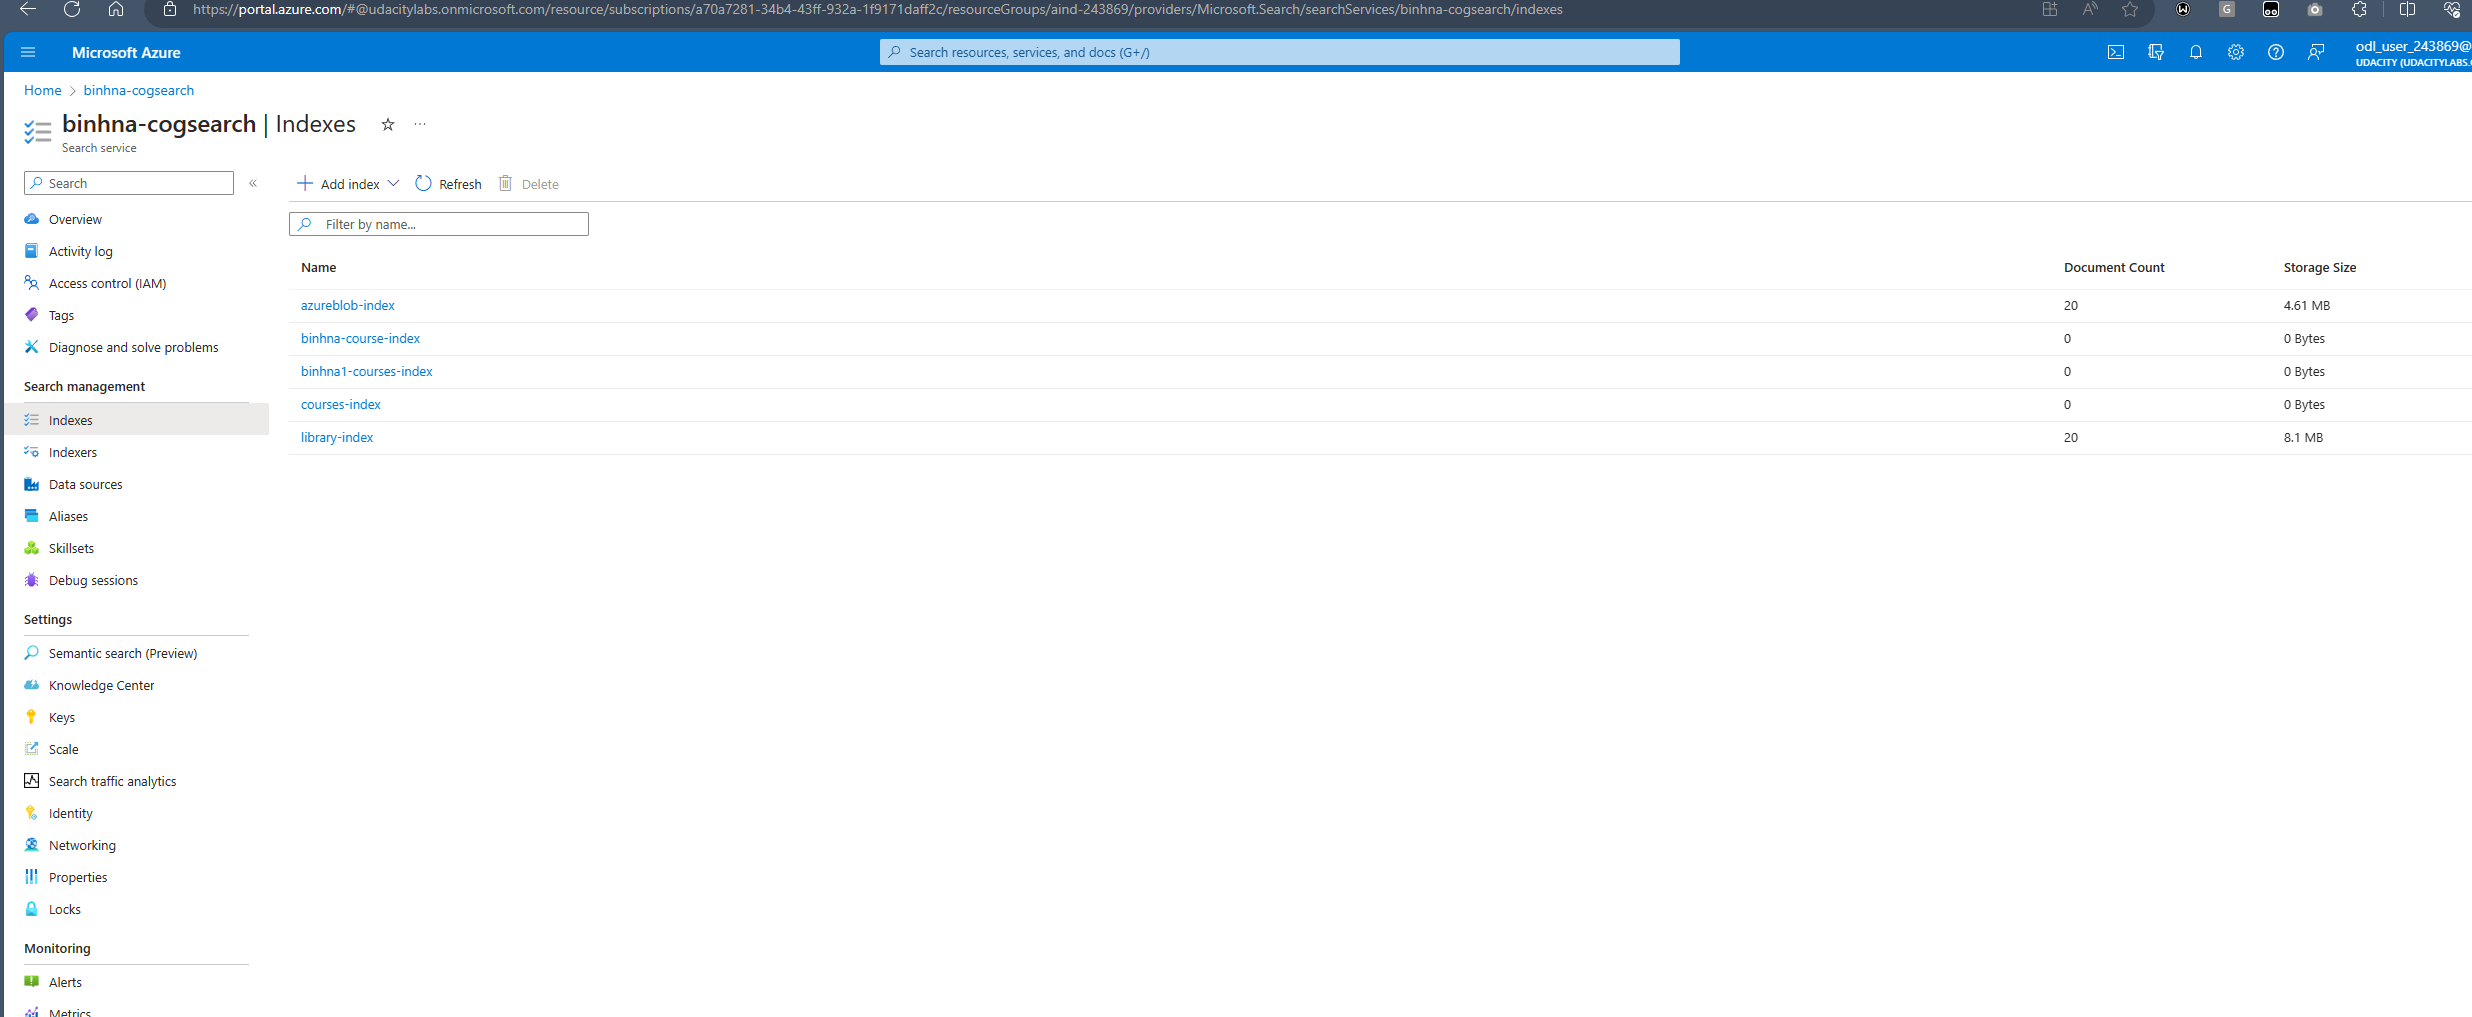 https://portal.azure.com/#@udacitylabs.onmicrosoft.com/resource/subscriptions/a70a7281-34b4-43ff-932a-1f9171daff2c/resourceGroups/aind-243869/providers/Microsoft.Search/searchServices/binhna-cogsearch/indexes
Microsoft Azure
Search resources, services, and docs (G+/)
odl_user_243869@
UDACITY (UDACITYLABS.
Home > binhna-cogsearch
binhna-cogsearch | Indexes
Search service
Search
Overview
Activity log
Access control (IAM)
Tags
Diagnose and solve problems
Search management
Indexes
Indexers
Data sources
Aliases
Skillsets
Debug sessions
Settings
Semantic search (Preview)
Knowledge Center
Keys
Scale
Search traffic analytics
Identity
Networking
Properties
Locks
Monitoring
Alerts
Metrics
Add index Refresh Delete
Filter by name...
Name Document Count Storage Size
azureblob-index 20 4.61 MB
binhna-course-index 0 0 Bytes
binhna1-courses-index 0 0 Bytes
courses-index 0 0 Bytes
library-index 20 8.1 MB